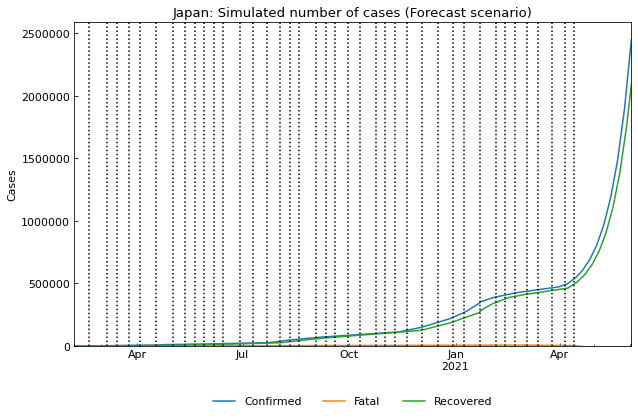 Japan: Simulated number of cases (Forecast scenario)
2500000
2000000
1500000
1000000
500000
0
Cases
Apr Jul Oct Jan Apr
2021
Confirmed Fatal Recovered